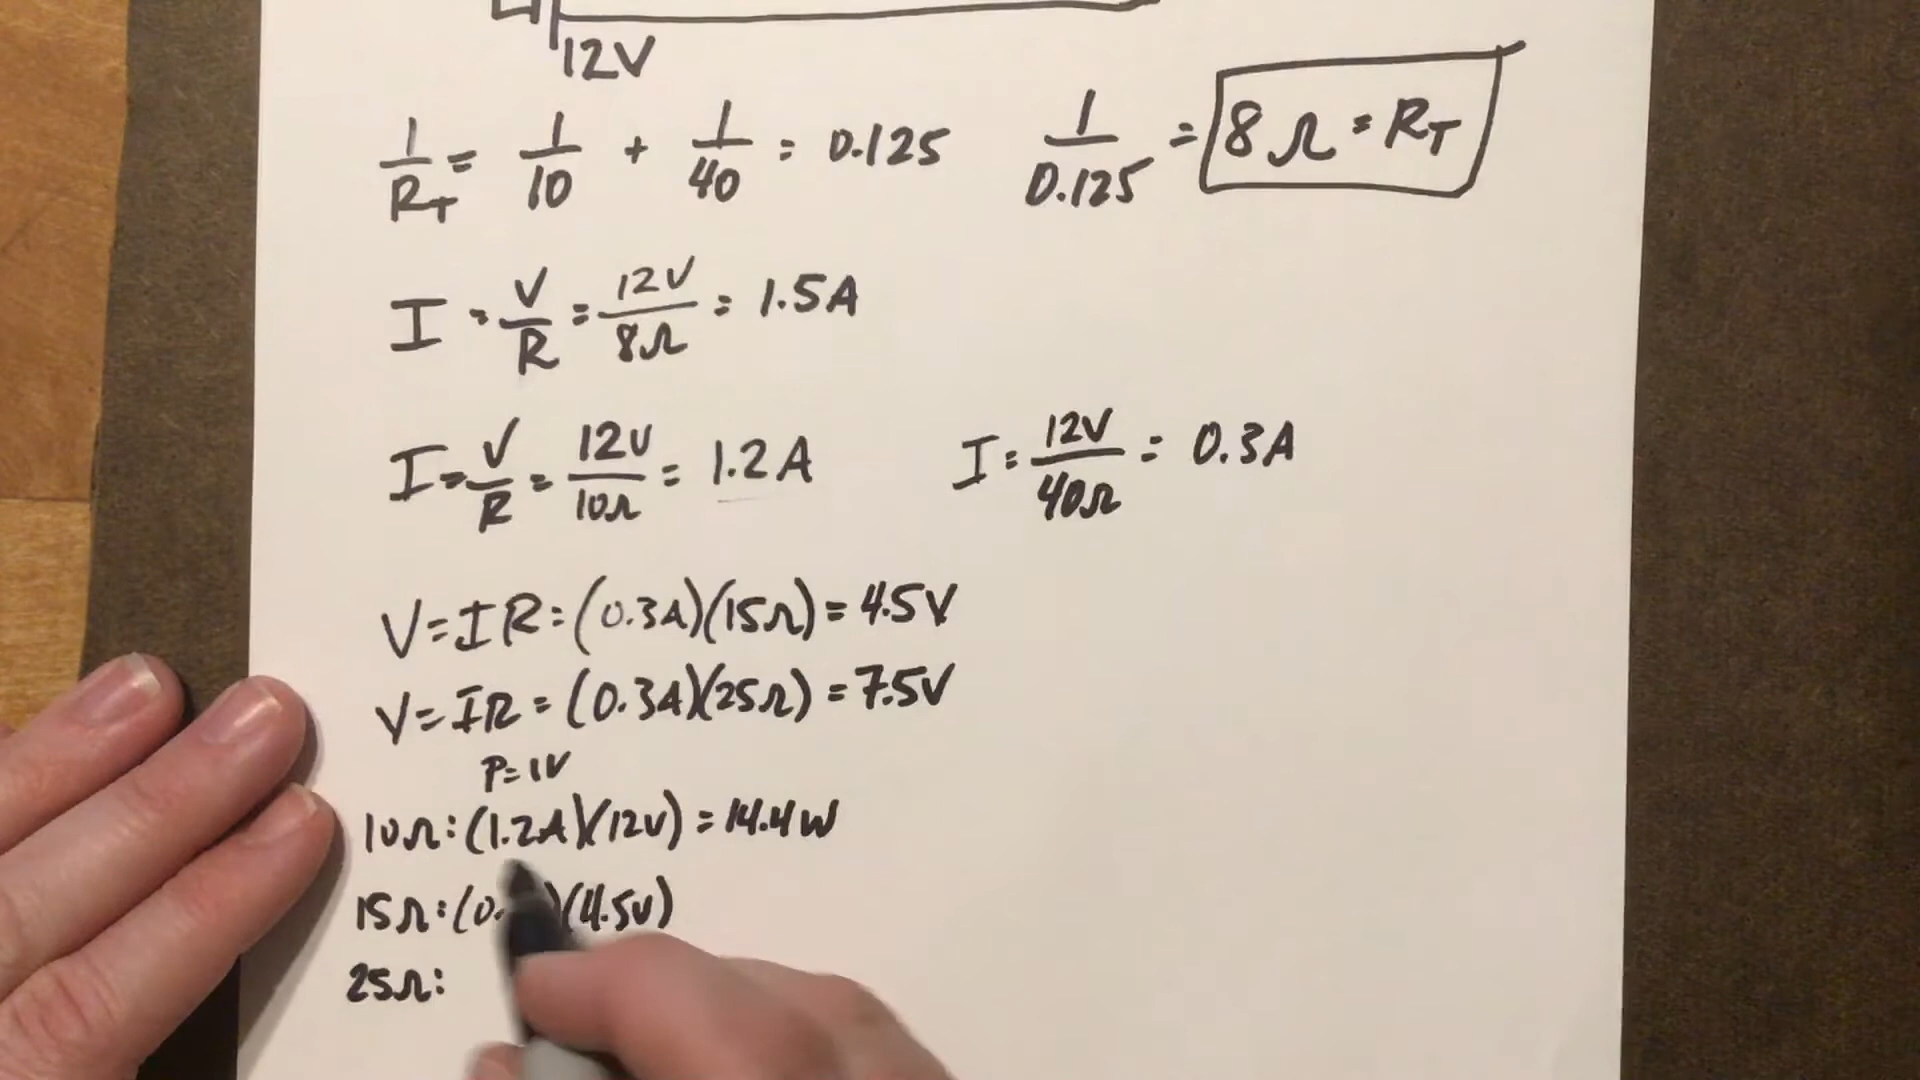 12V
1/R_T = 1/10 + 1/40 = 0.125    1/0.125 = 8Ω = R_T
I = V/R = 12V/8Ω = 1.5A
I = V/R = 12V/10Ω = 1.2A    I = 12V/40Ω = 0.3A
V = IR = (0.3A)(15Ω) = 4.5V
V = IR = (0.3A)(25Ω) = 7.5V
P = IV
10Ω: (1.2A)(12V) = 14.4W
15Ω: (0. )(4.5V)
25Ω: